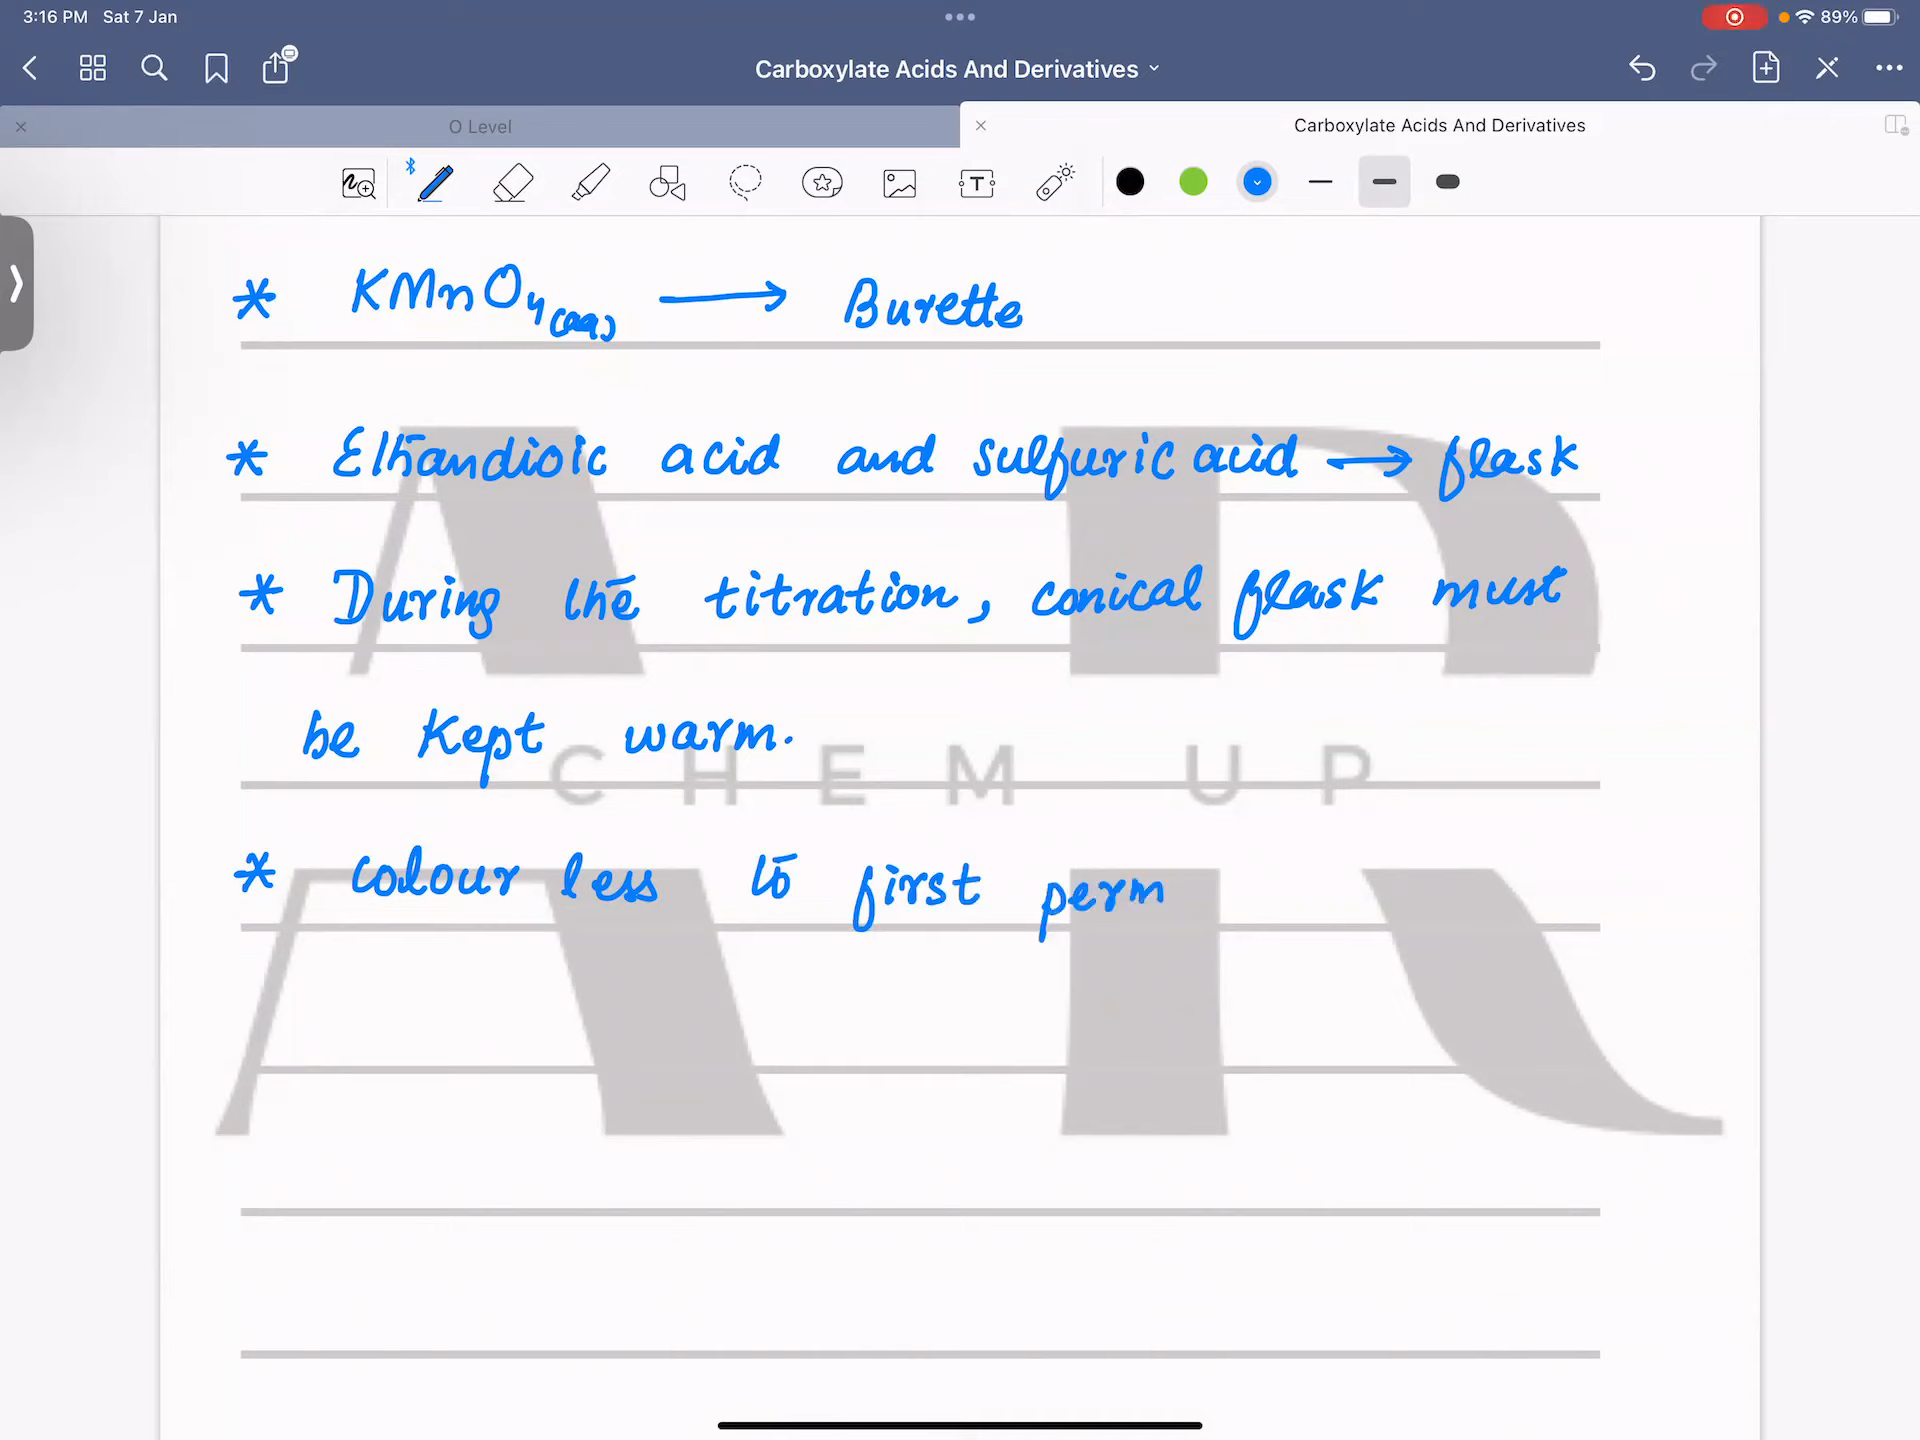 3:16 PM Sat 7 Jan
89%
Carboxylate Acids And Derivatives
O Level
Carboxylate Acids And Derivatives
* KMnO₄(aq) → Burette
* Ethandioic acid and sulfuric acid → flask
* During the titration, conical flask must
be kept warm.
CHEM UP
* colour less to first perm
AR